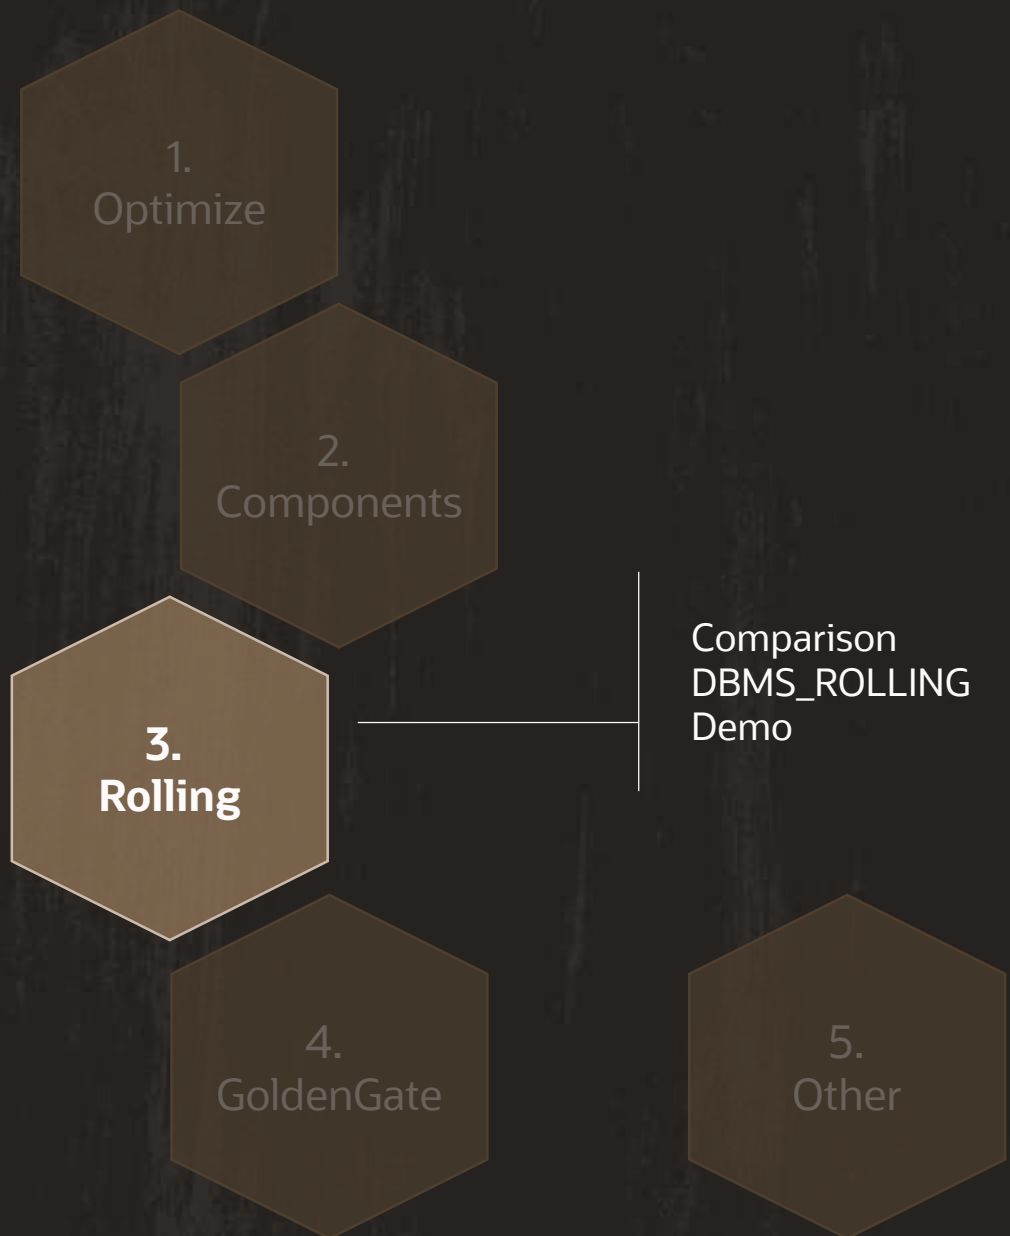 1.
Optimize
2.
Components
3.
Rolling
Comparison
DBMS_ROLLING
Demo
4.
GoldenGate
5.
Other